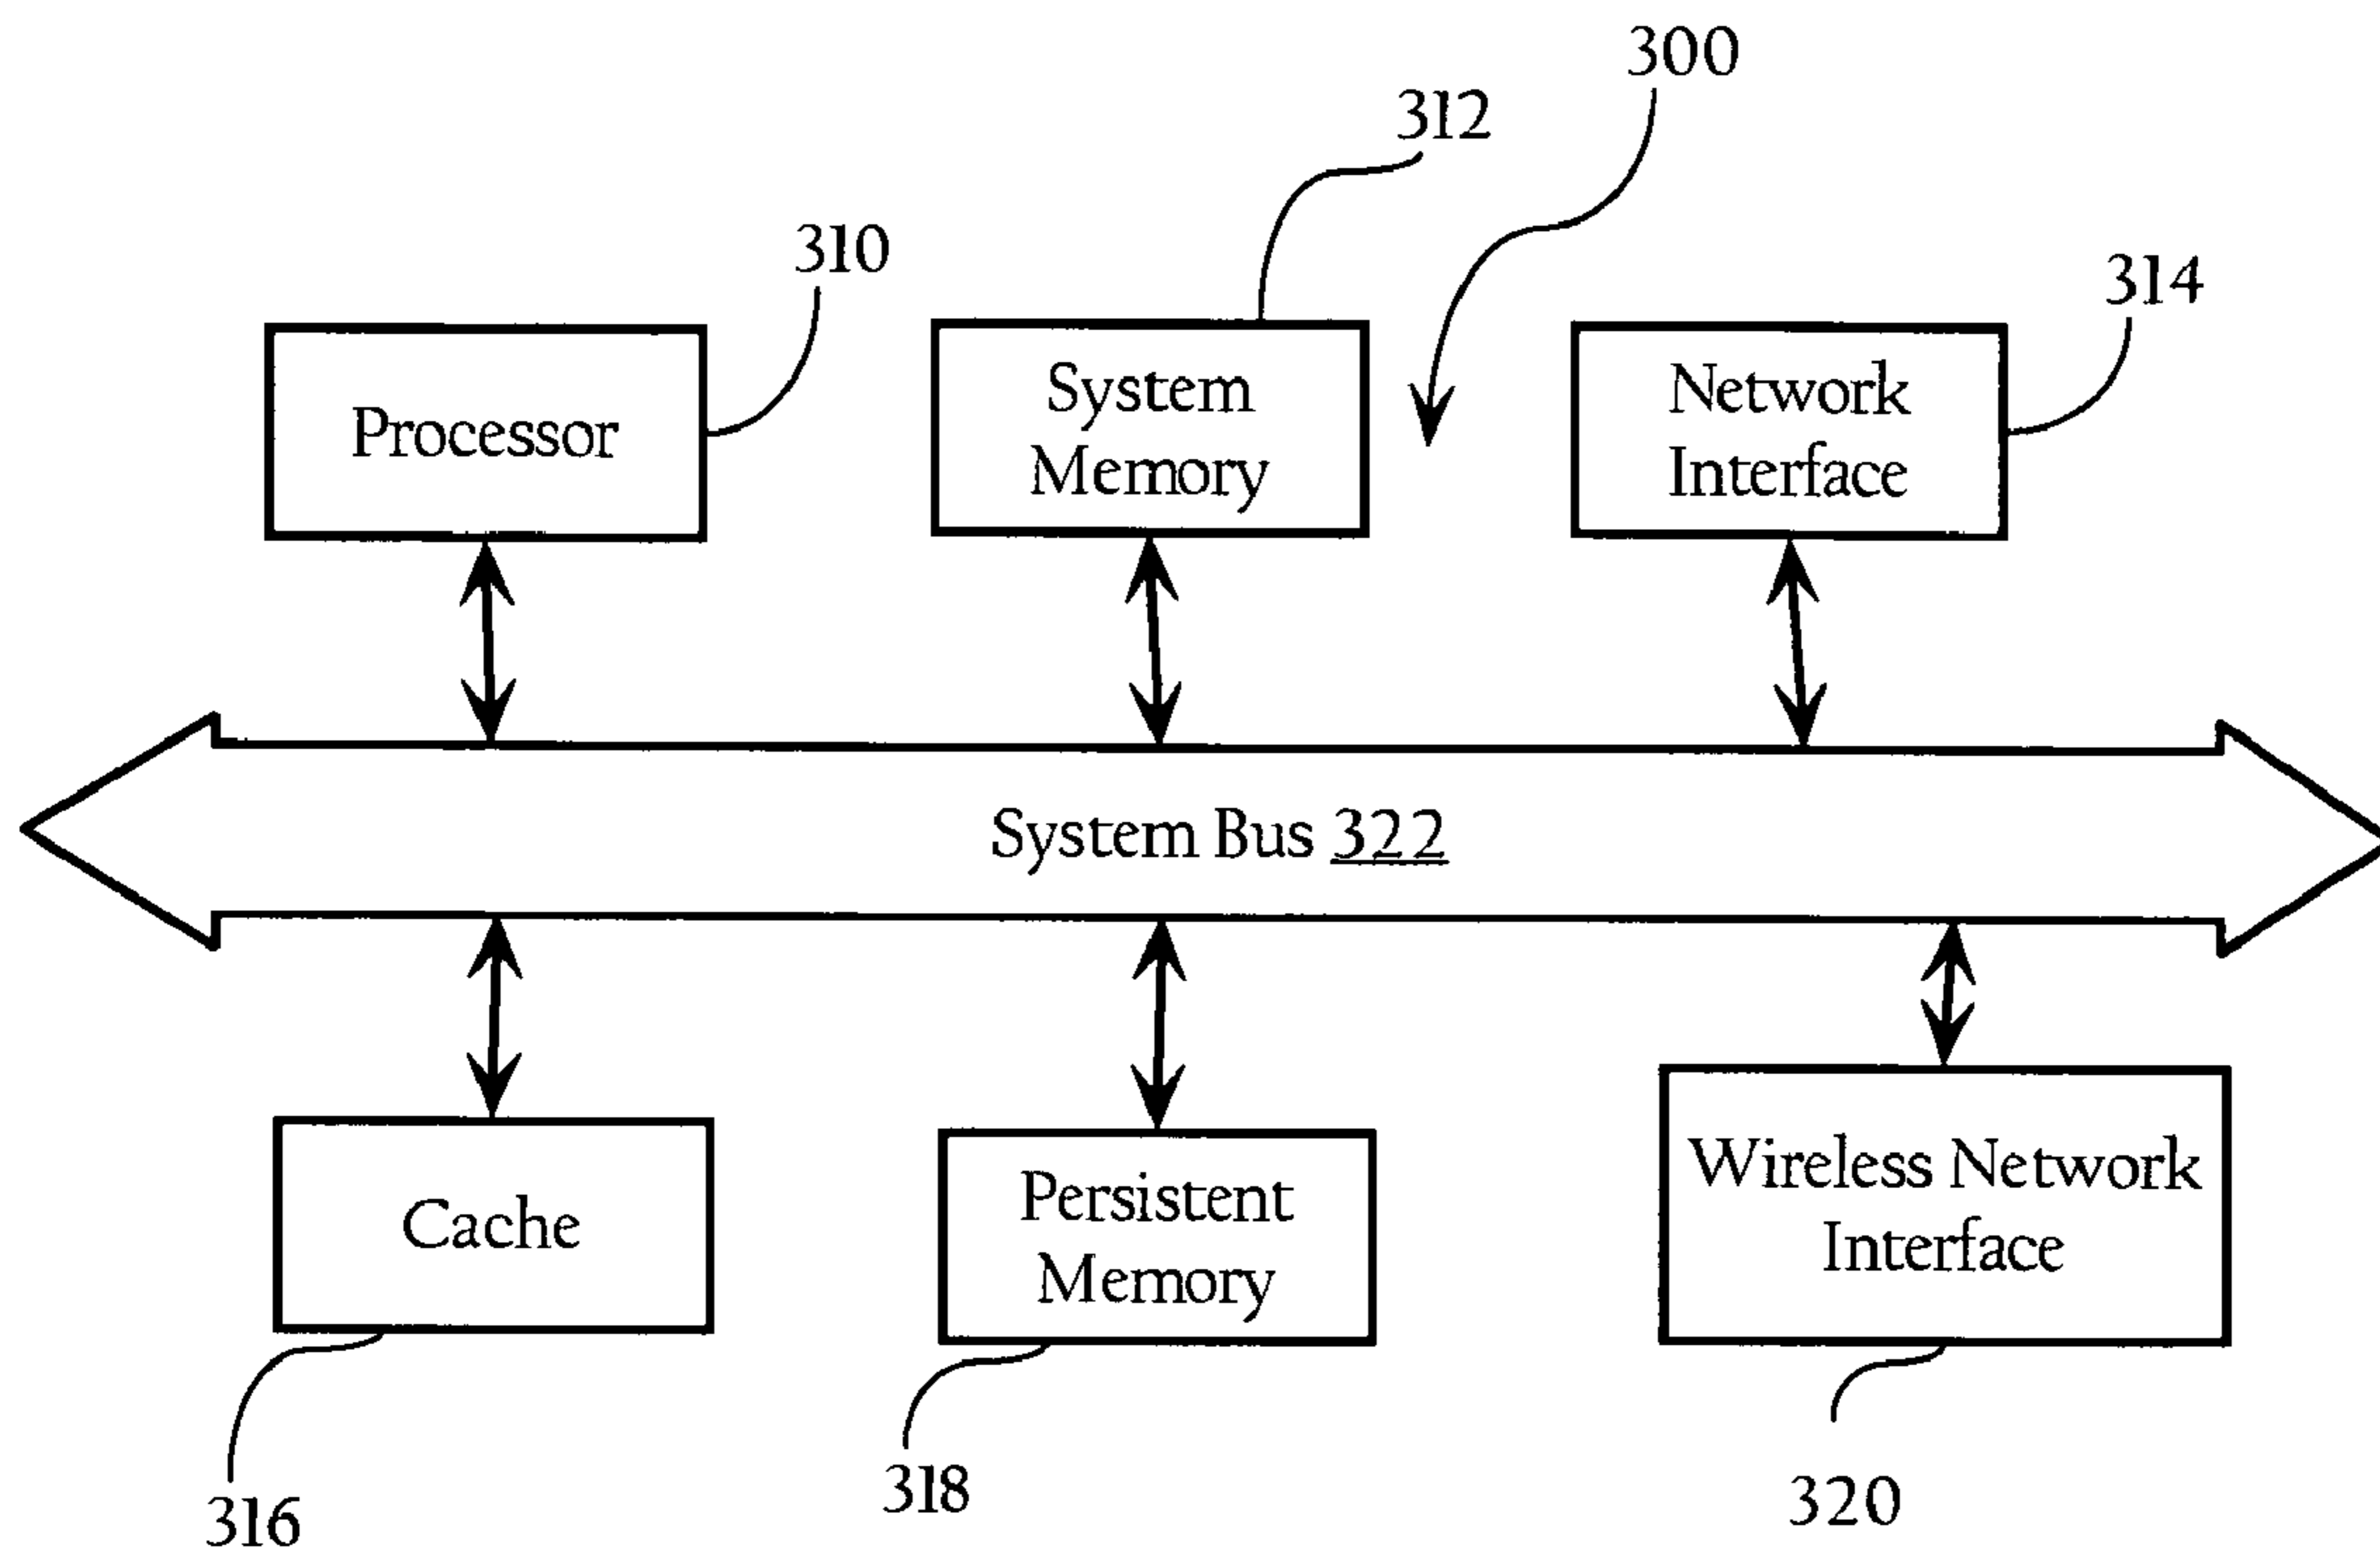 300
312
310
314
Processor
System
Memory
Network
Interface
System Bus 322
Cache
Persistent
Memory
Wireless Network
Interface
316
318
320